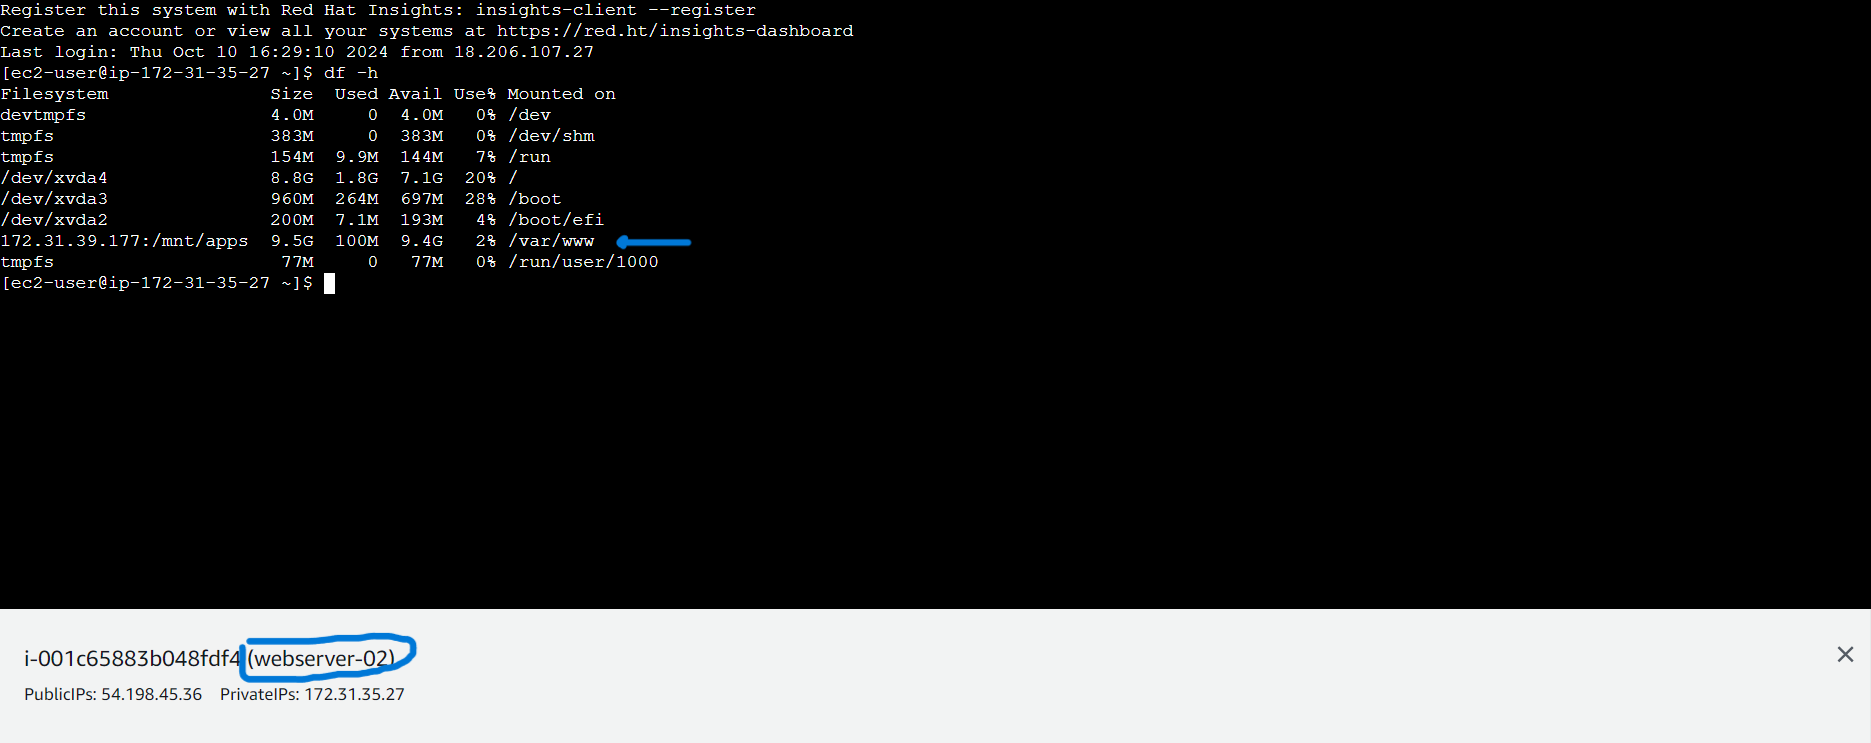 Register this system with Red Hat Insights: insights-client --register
Create an account or view all your systems at https://red.ht/insights-dashboard
Last login: Thu Oct 10 16:29:10 2024 from 18.206.107.27
[ec2-user@ip-172-31-35-27 ~]$ df -h
Filesystem Size Used Avail Use% Mounted on
devtmpfs 4.0M 0 4.0M 0% /dev
tmpfs 383M 0 383M 0% /dev/shm
tmpfs 154M 9.9M 144M 7% /run
/dev/xvda4 8.8G 1.8G 7.1G 20% /
/dev/xvda3 960M 264M 697M 28% /boot
/dev/xvda2 200M 7.1M 193M 4% /boot/efi
172.31.39.177:/mnt/apps 9.5G 100M 9.4G 2% /var/www
tmpfs 77M 0 77M 0% /run/user/1000
[ec2-user@ip-172-31-35-27 ~]$
i-001c65883b048fdf4 (webserver-02)
PublicIPs: 54.198.45.36 PrivateIPs: 172.31.35.27